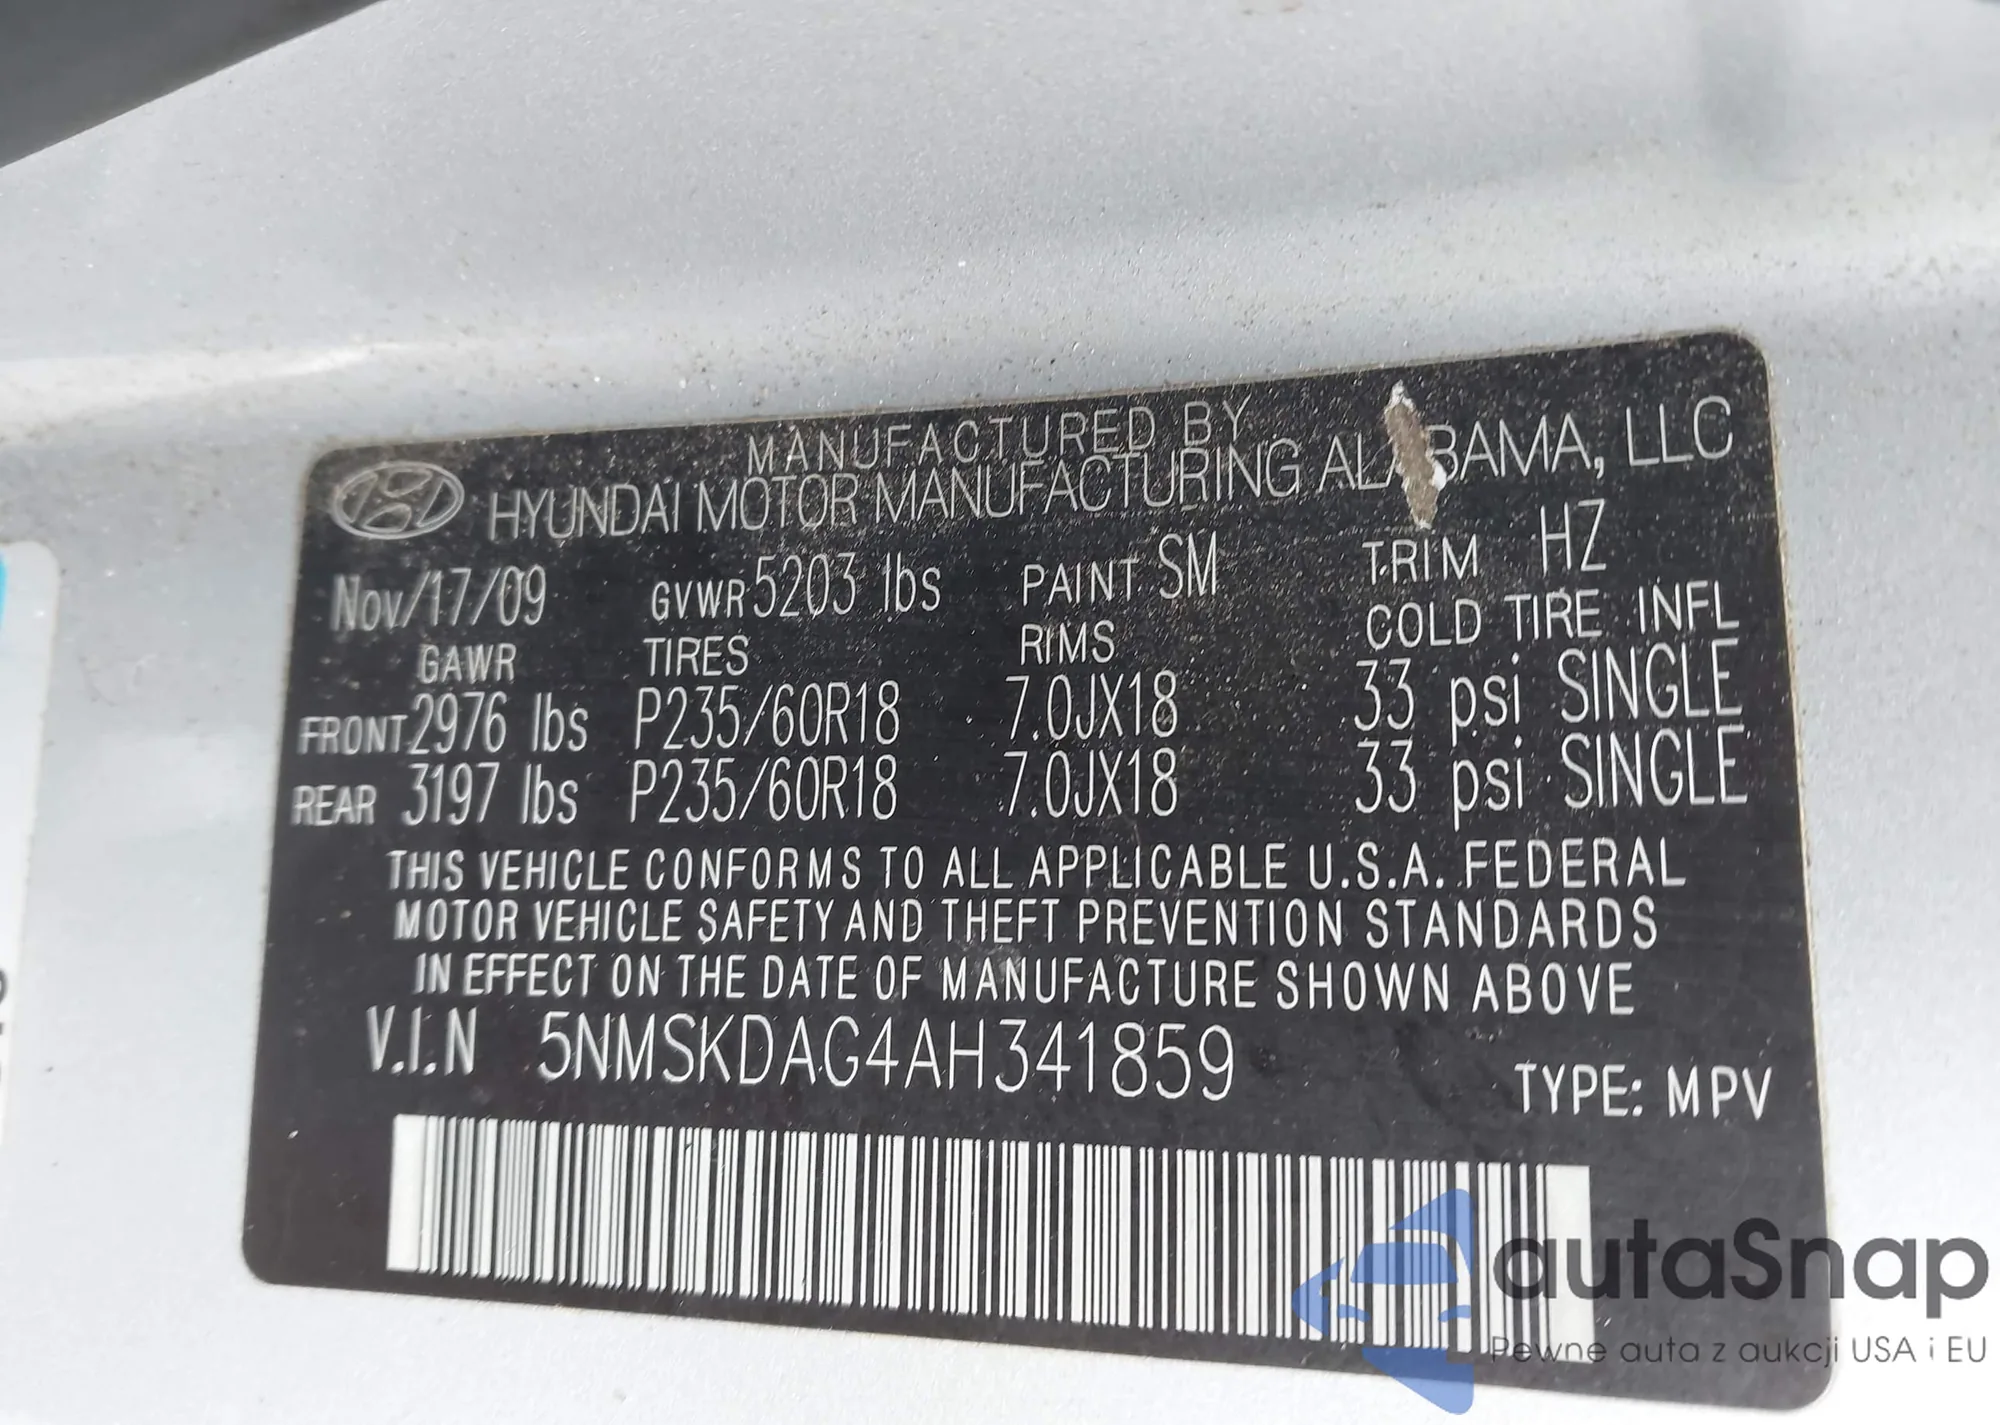 MANUFACTURED BY
HYUNDAI MOTOR MANUFACTURING ALABAMA, LLC
Nov/17/09 GVWR 5203 lbs PAINT SM TRIM HZ
GAWR TIRES RIMS COLD TIRE INFL
FRONT 2976 lbs P235/60R18 7.0JX18 33 psi SINGLE
REAR 3197 lbs P235/60R18 7.0JX18 33 psi SINGLE
THIS VEHICLE CONFORMS TO ALL APPLICABLE U.S.A. FEDERAL
MOTOR VEHICLE SAFETY AND THEFT PREVENTION STANDARDS
IN EFFECT ON THE DATE OF MANUFACTURE SHOWN ABOVE
V.I.N 5NMSKDAG4AH341859
TYPE: MPV
autaSnap
Pewne auta z aukcji USA i EU